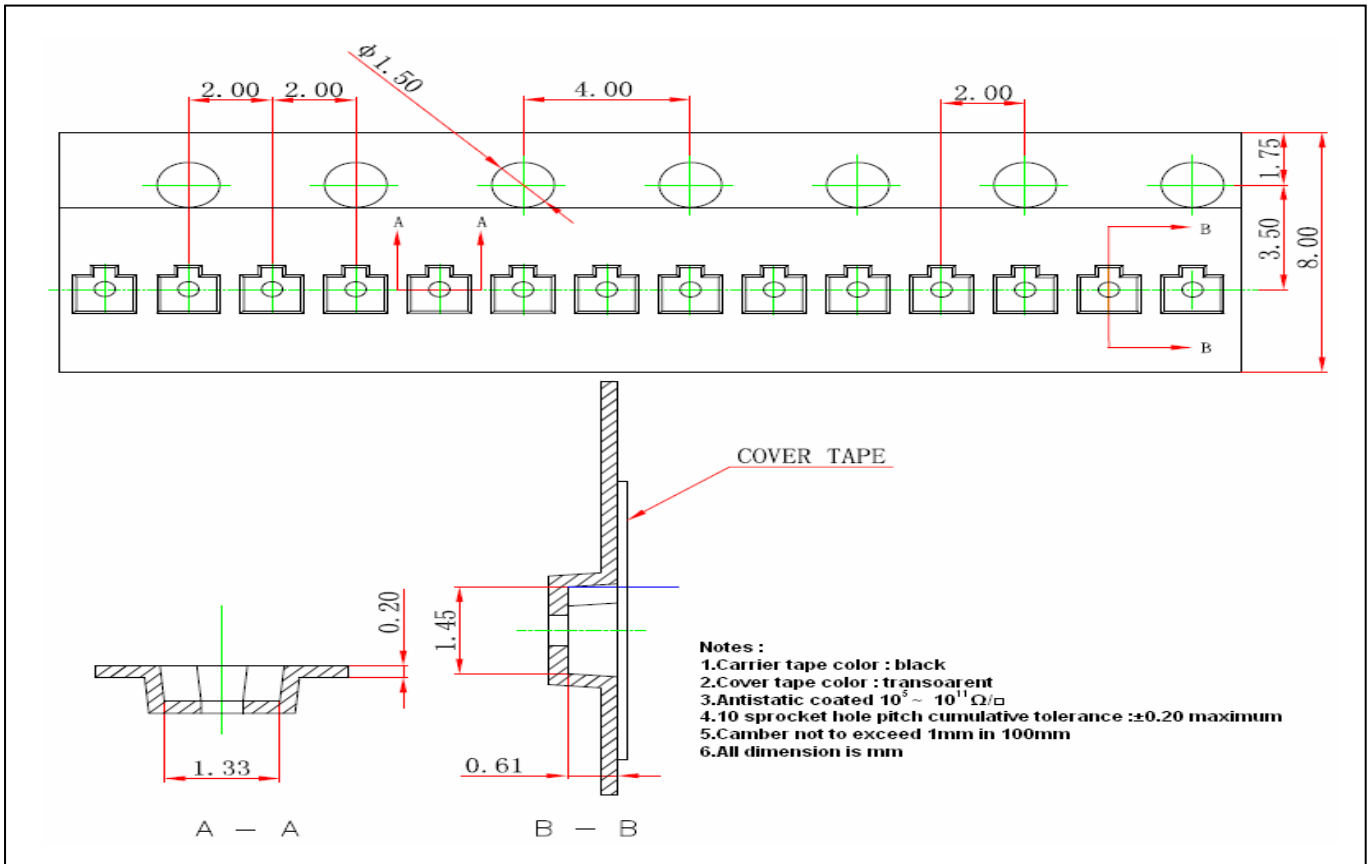 φ1.50
2.00 2.00 4.00 2.00
1.75
3.50
8.00
A A
B
B
COVER TAPE
0.20
1.45
1.33
0.61
A - A
B - B
Notes :
1.Carrier tape color : black
2.Cover tape color : transoarent
3.Antistatic coated 10⁵ ~ 10¹¹ Ω/□
4.10 sprocket hole pitch cumulative tolerance :±0.20 maximum
5.Camber not to exceed 1mm in 100mm
6.All dimension is mm